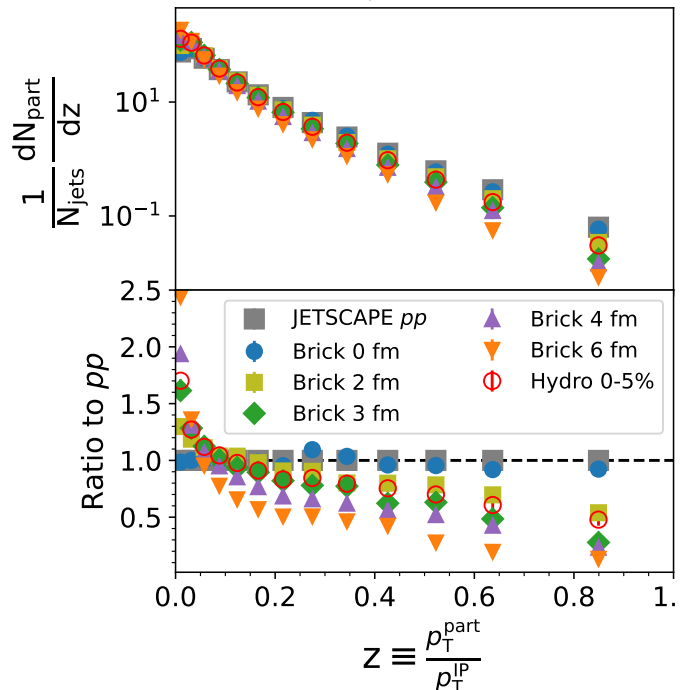 1/N_jets dN_part/dz
10^1
10^-1
Ratio to pp
2.5
2.0
1.5
1.0
0.5
JETSCAPE pp
Brick 0 fm
Brick 2 fm
Brick 3 fm
Brick 4 fm
Brick 6 fm
Hydro 0-5%
0.0 0.2 0.4 0.6 0.8 1.
z ≡ p_T^part / p_T^IP